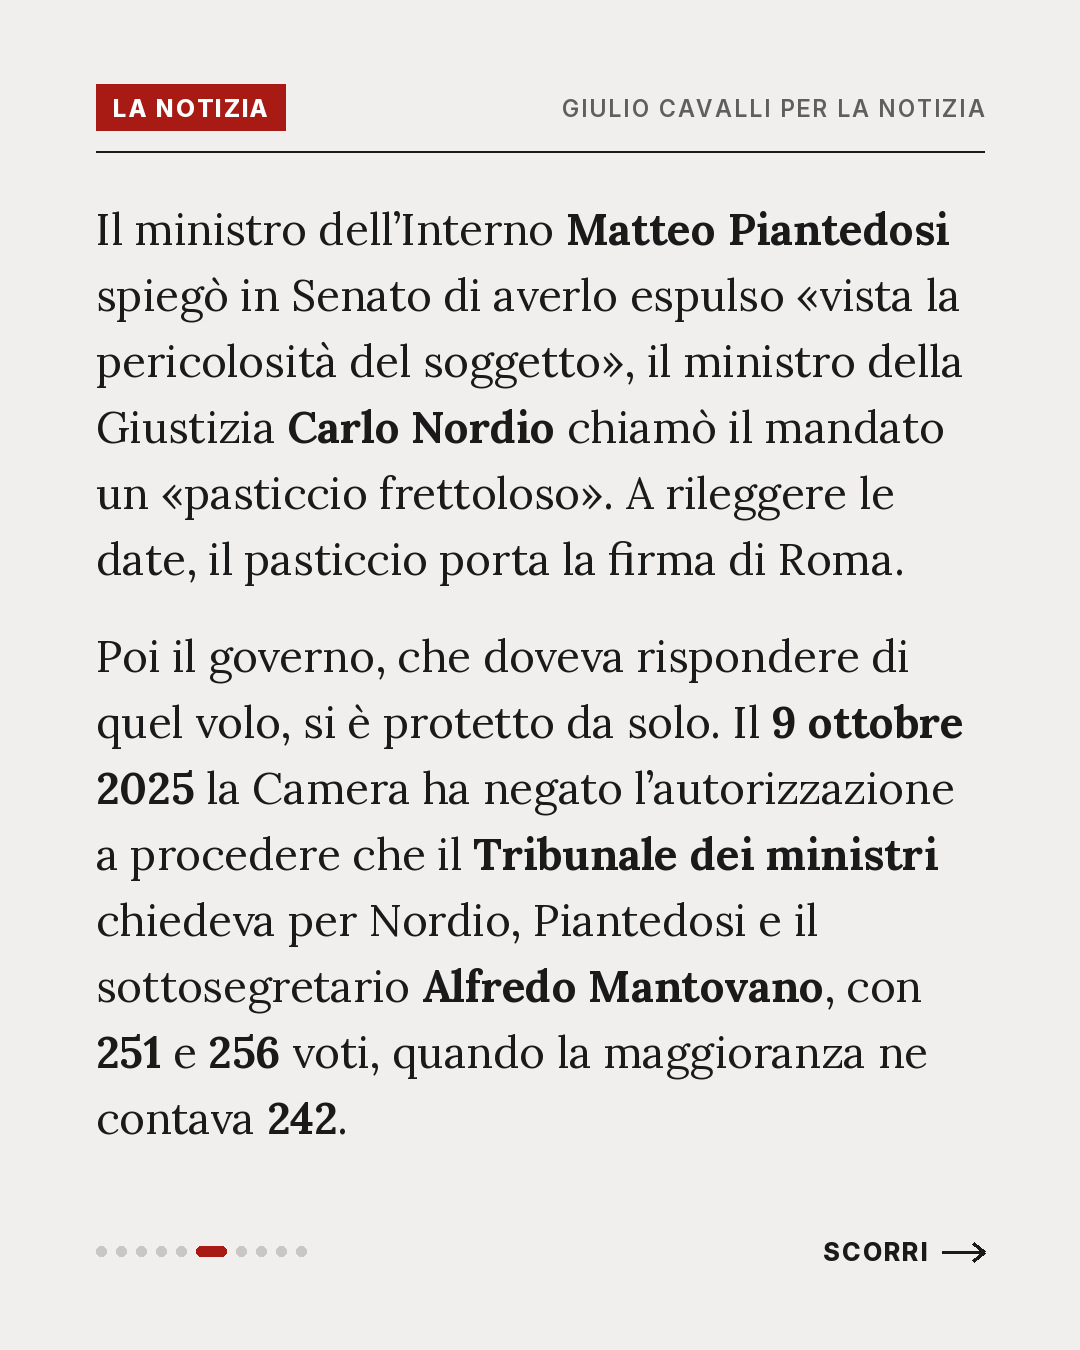 LA NOTIZIA
GIULIO CAVALLI PER LA NOTIZIA
Il ministro dell’Interno Matteo Piantedosi
spiegò in Senato di averlo espulso «vista la
pericolosità del soggetto», il ministro della
Giustizia Carlo Nordio chiamò il mandato
un «pasticcio frettoloso». A rileggere le
date, il pasticcio porta la firma di Roma.
Poi il governo, che doveva rispondere di
quel volo, si è protetto da solo. Il 9 ottobre
2025 la Camera ha negato l’autorizzazione
a procedere che il Tribunale dei ministri
chiedeva per Nordio, Piantedosi e il
sottosegretario Alfredo Mantovano, con
251 e 256 voti, quando la maggioranza ne
contava 242.
SCORRI